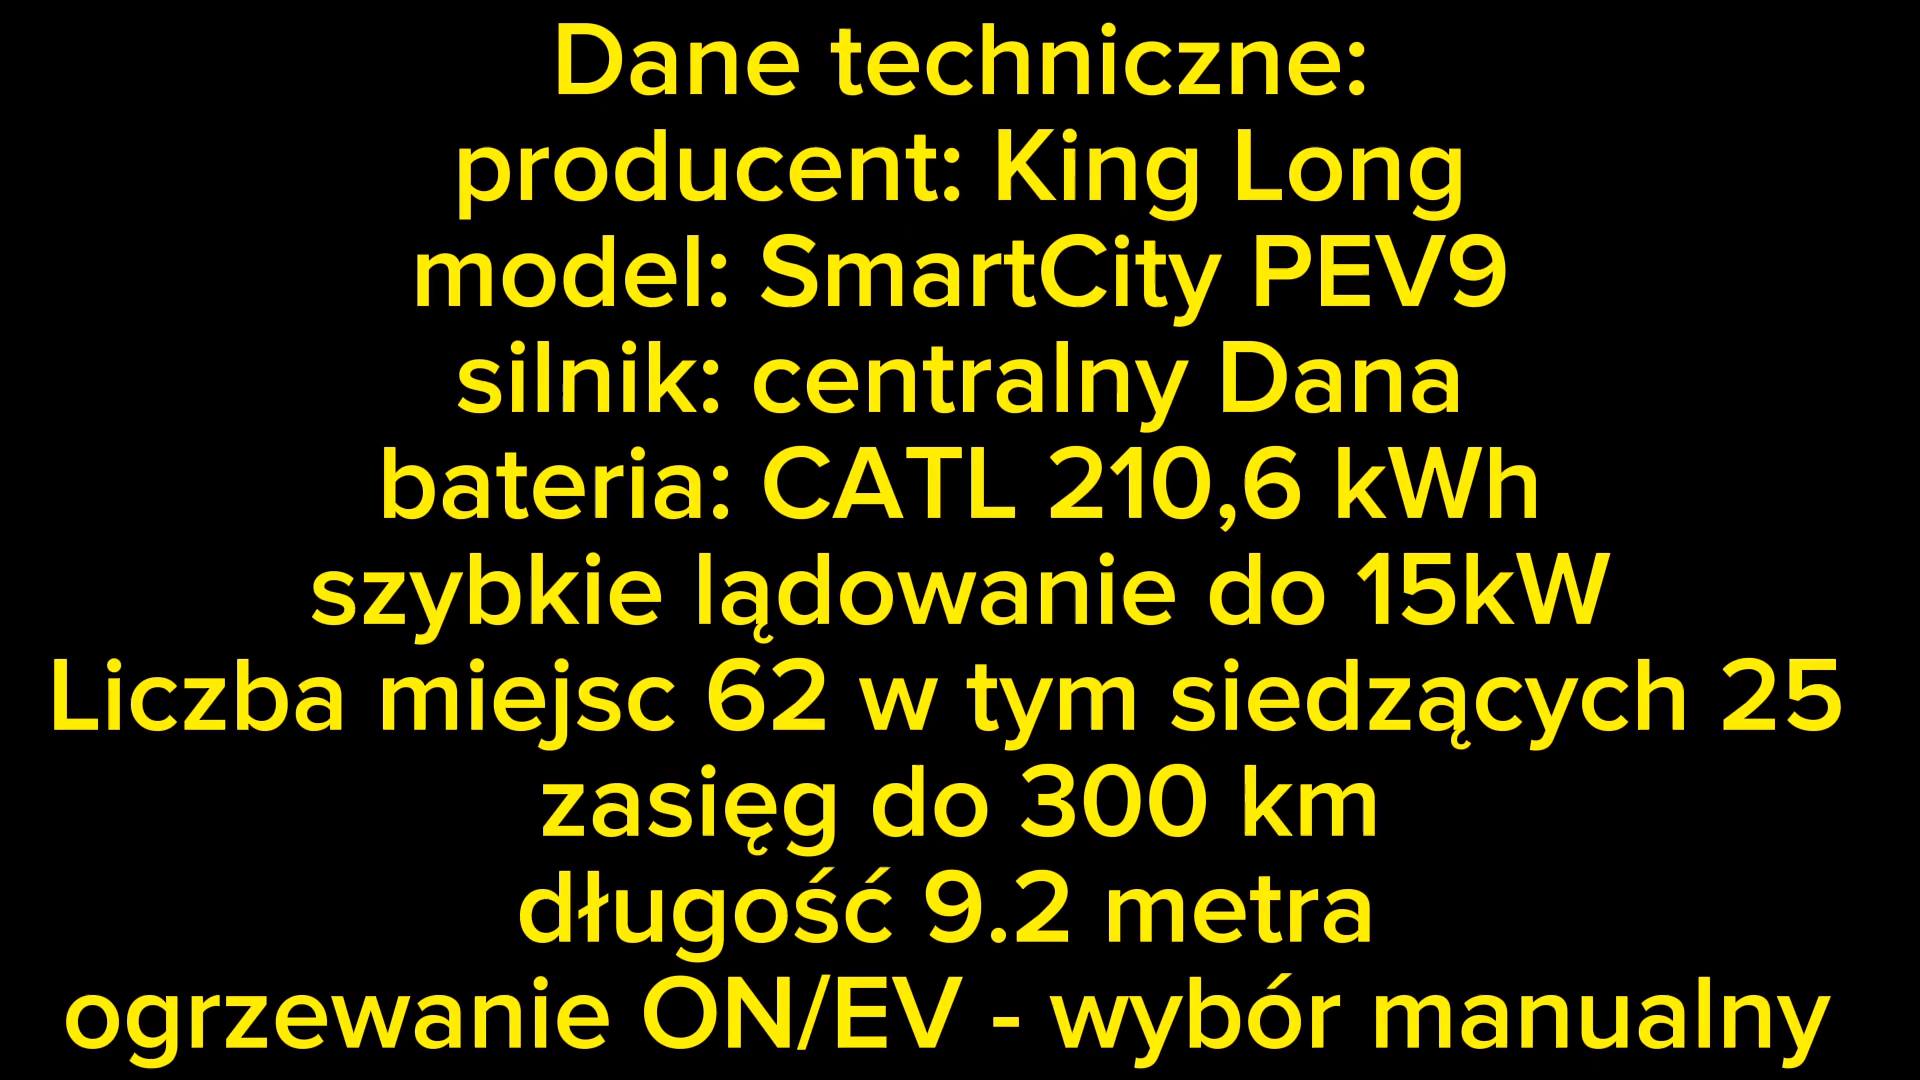 Dane techniczne:
producent: King Long
model: SmartCity PEV9
silnik: centralny Dana
bateria: CATL 210,6 kWh
szybkie lądowanie do 15kW
Liczba miejsc 62 w tym siedzących 25
zasięg do 300 km
długość 9.2 metra
ogrzewanie ON/EV - wybór manualny